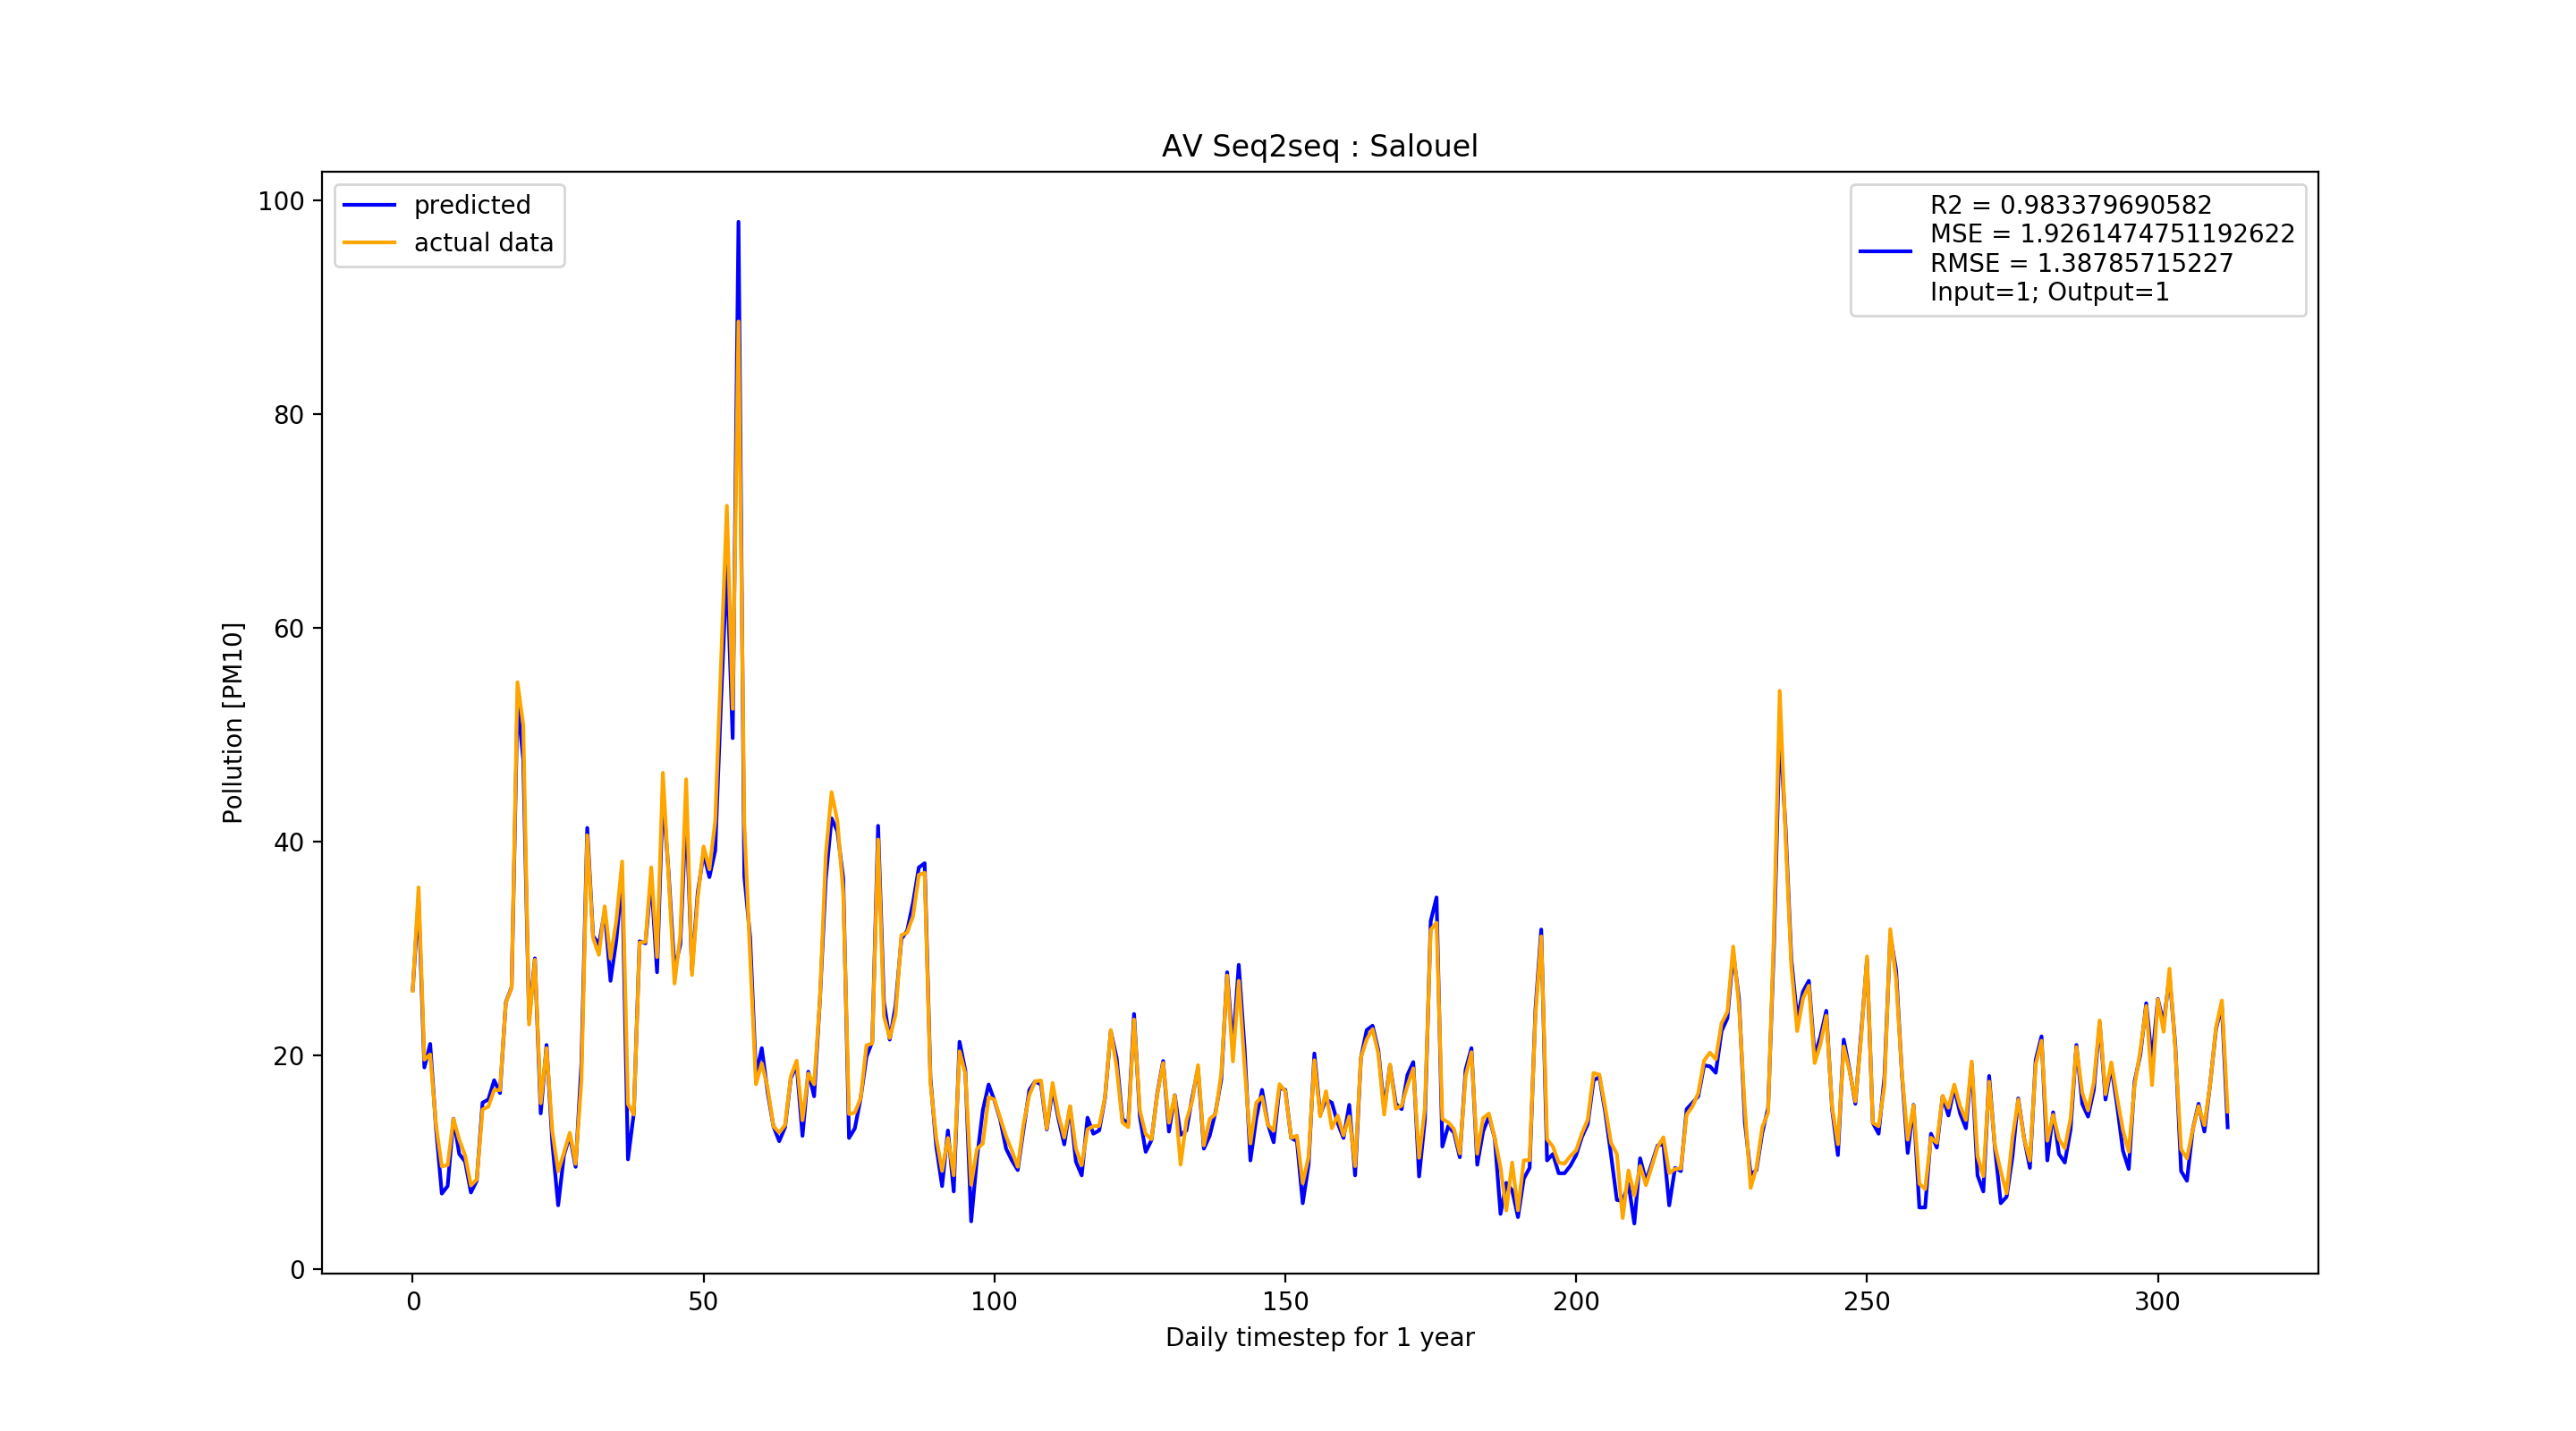 AV Seq2seq : Salouel
predicted
actual data
R2 = 0.983379690582
MSE = 1.9261474751192622
RMSE = 1.38785715227
Input=1; Output=1
Pollution [PM10]
100
80
60
40
20
0
0 50 100 150 200 250 300
Daily timestep for 1 year